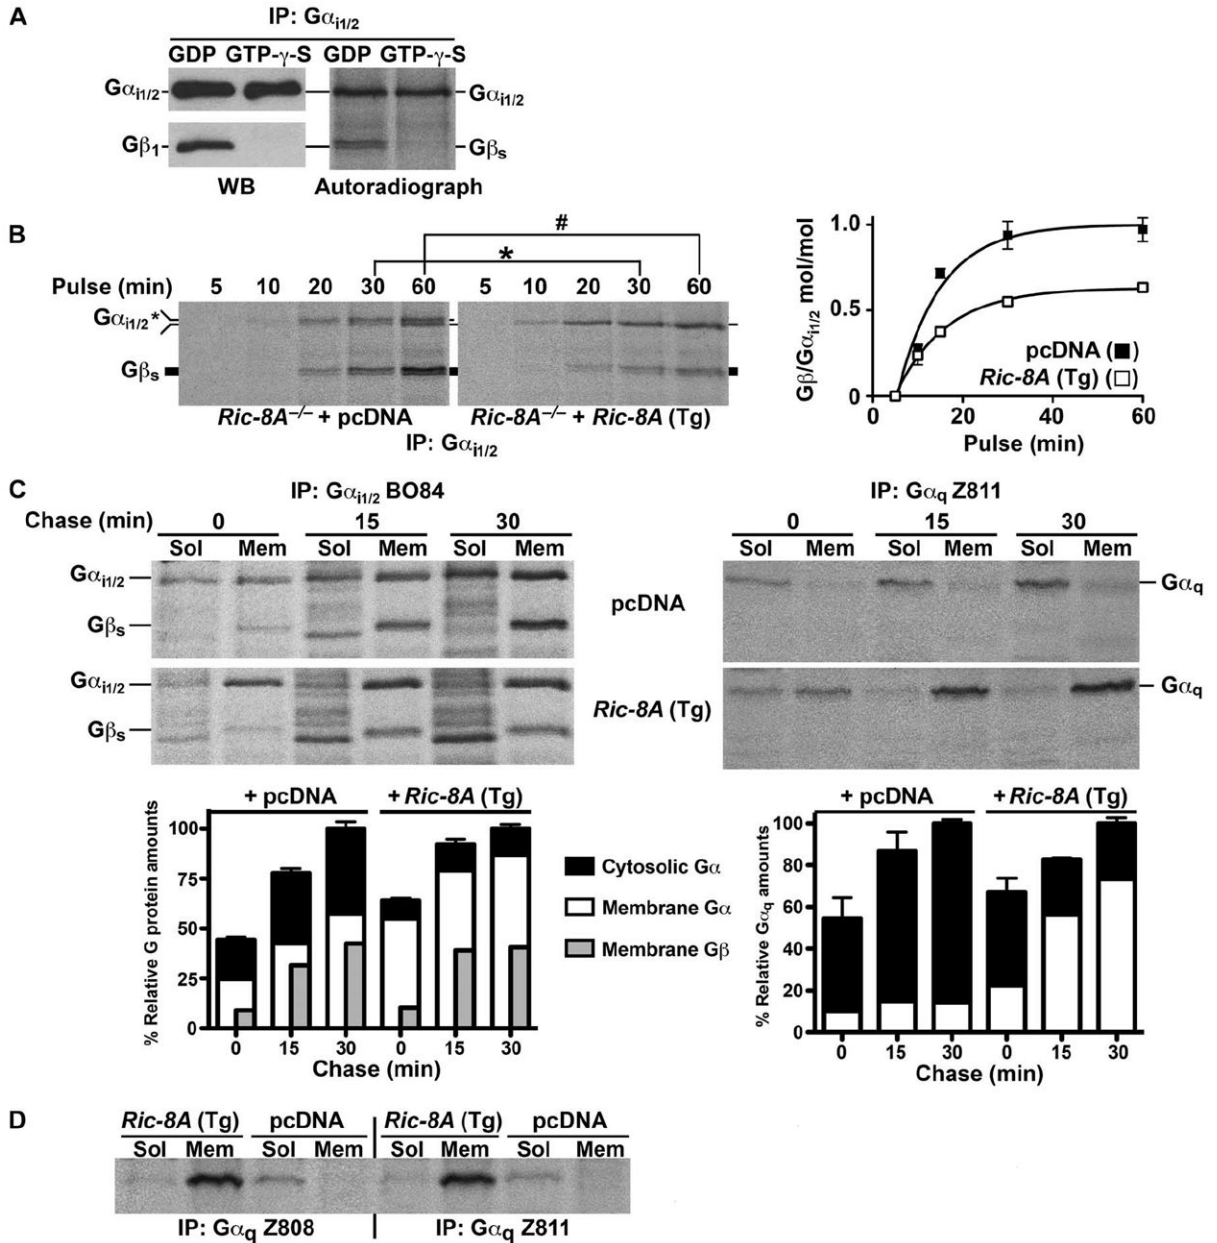 A
IP: Gαi1/2
GDP GTP-γ-S GDP GTP-γ-S
Gαi1/2 Gαi1/2
Gβ1 Gβs
WB Autoradiograph
B
#
*
Pulse (min) 5 10 20 30 60 5 10 20 30 60
Gαi1/2*
Gβs
Ric-8A–/– + pcDNA Ric-8A–/– + Ric-8A (Tg)
IP: Gαi1/2
Gβ/Gαi1/2 mol/mol
1.0
0.5
0
pcDNA (■)
Ric-8A (Tg) (□)
0 20 40 60
Pulse (min)
C
IP: Gαi1/2 BO84
Chase (min) 0 15 30
Sol Mem Sol Mem Sol Mem
Gαi1/2
Gβs
Gαi1/2
Gβs
pcDNA
Ric-8A (Tg)
IP: Gαq Z811
0 15 30
Sol Mem Sol Mem Sol Mem
Gαq
Gαq
+ pcDNA + Ric-8A (Tg)
% Relative G protein amounts
100
75
50
25
0
0 15 30 0 15 30
Chase (min)
Cytosolic Gα
Membrane Gα
Membrane Gβ
+ pcDNA + Ric-8A (Tg)
% Relative Gαq amounts
100
80
60
40
20
0
0 15 30 0 15 30
Chase (min)
D
Ric-8A (Tg) pcDNA Ric-8A (Tg) pcDNA
Sol Mem Sol Mem Sol Mem Sol Mem
IP: Gαq Z808 IP: Gαq Z811